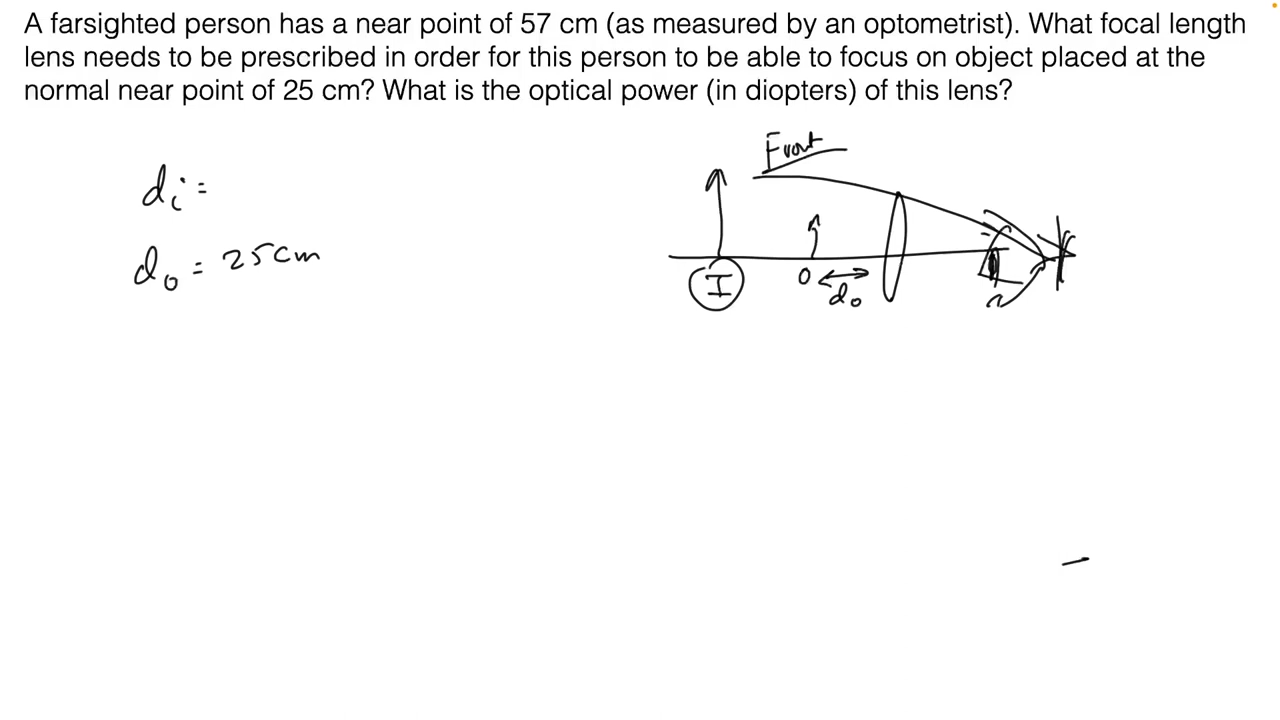 A farsighted person has a near point of 57 cm (as measured by an optometrist). What focal length
lens needs to be prescribed in order for this person to be able to focus on object placed at the
normal near point of 25 cm? What is the optical power (in diopters) of this lens?
Front
di =
do = 25cm
I
O
do